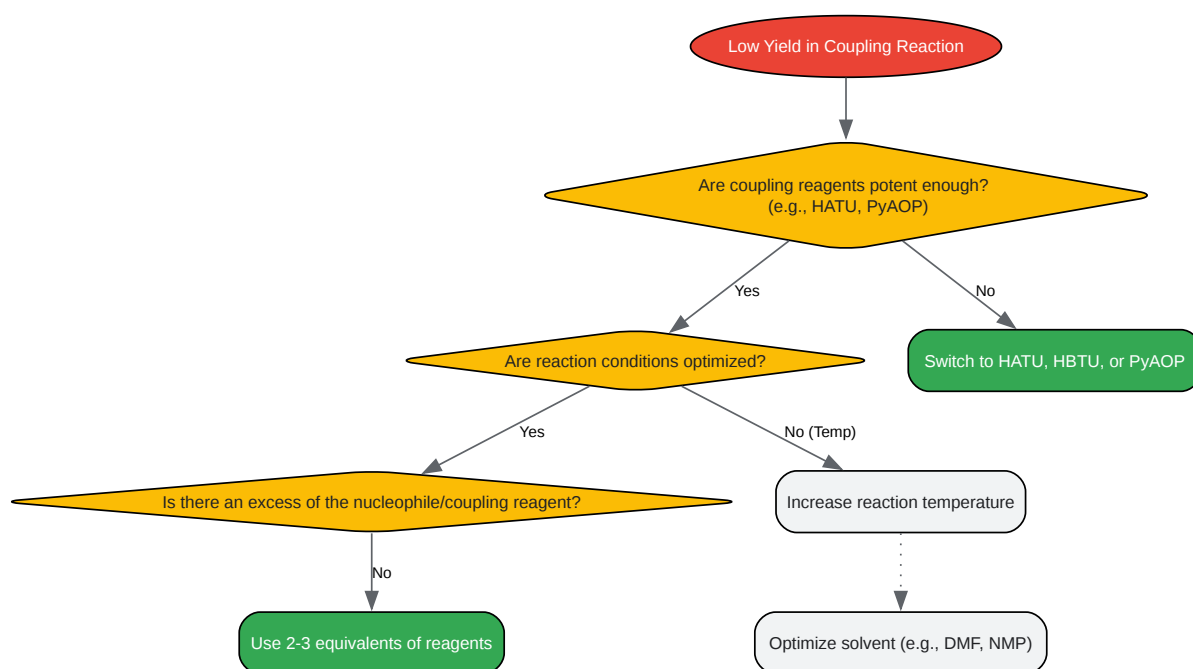 Low Yield in Coupling Reaction
Are coupling reagents potent enough?
(e.g., HATU, PyAOP)
Yes
No
Are reaction conditions optimized?
Switch to HATU, HBTU, or PyAOP
Yes
No (Temp)
Is there an excess of the nucleophile/coupling reagent?
Increase reaction temperature
No
Use 2-3 equivalents of reagents
Optimize solvent (e.g., DMF, NMP)